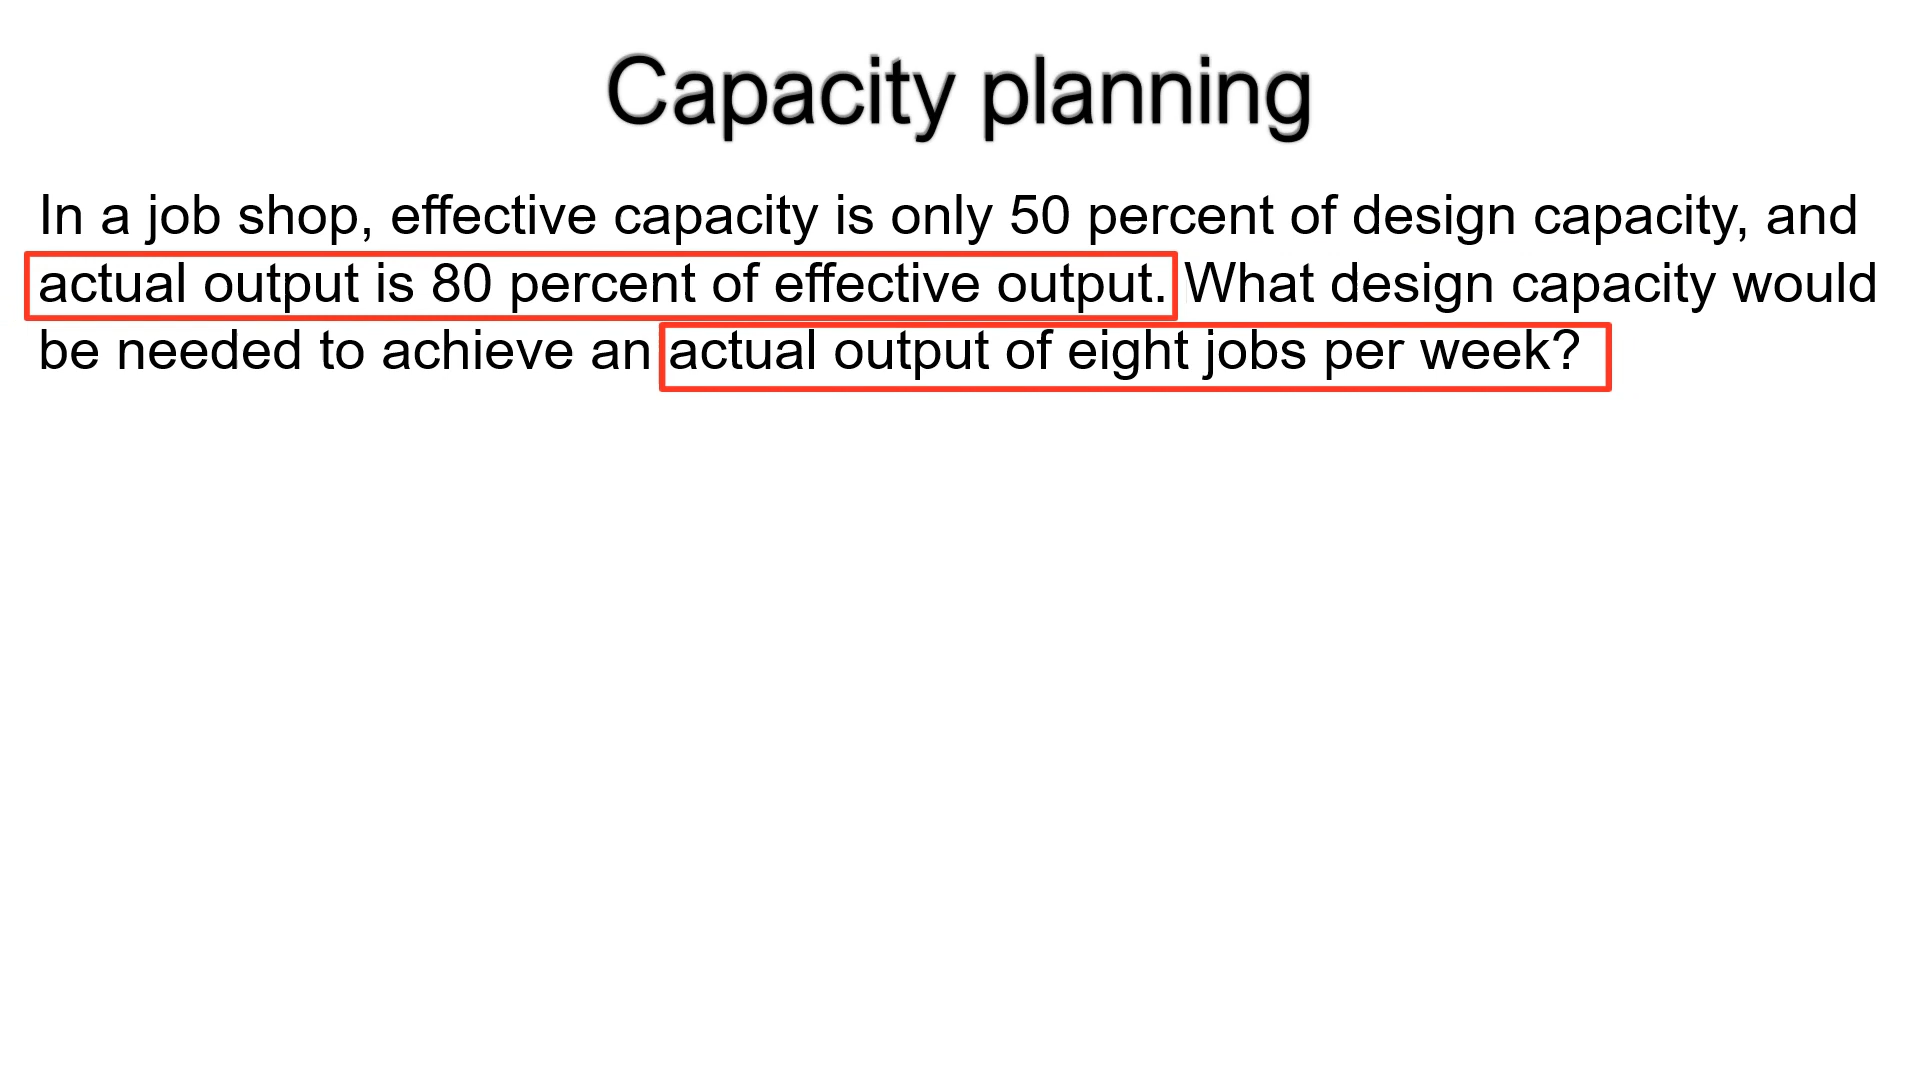 Capacity planning
In a job shop, effective capacity is only 50 percent of design capacity, and
actual output is 80 percent of effective output. What design capacity would
be needed to achieve an actual output of eight jobs per week?